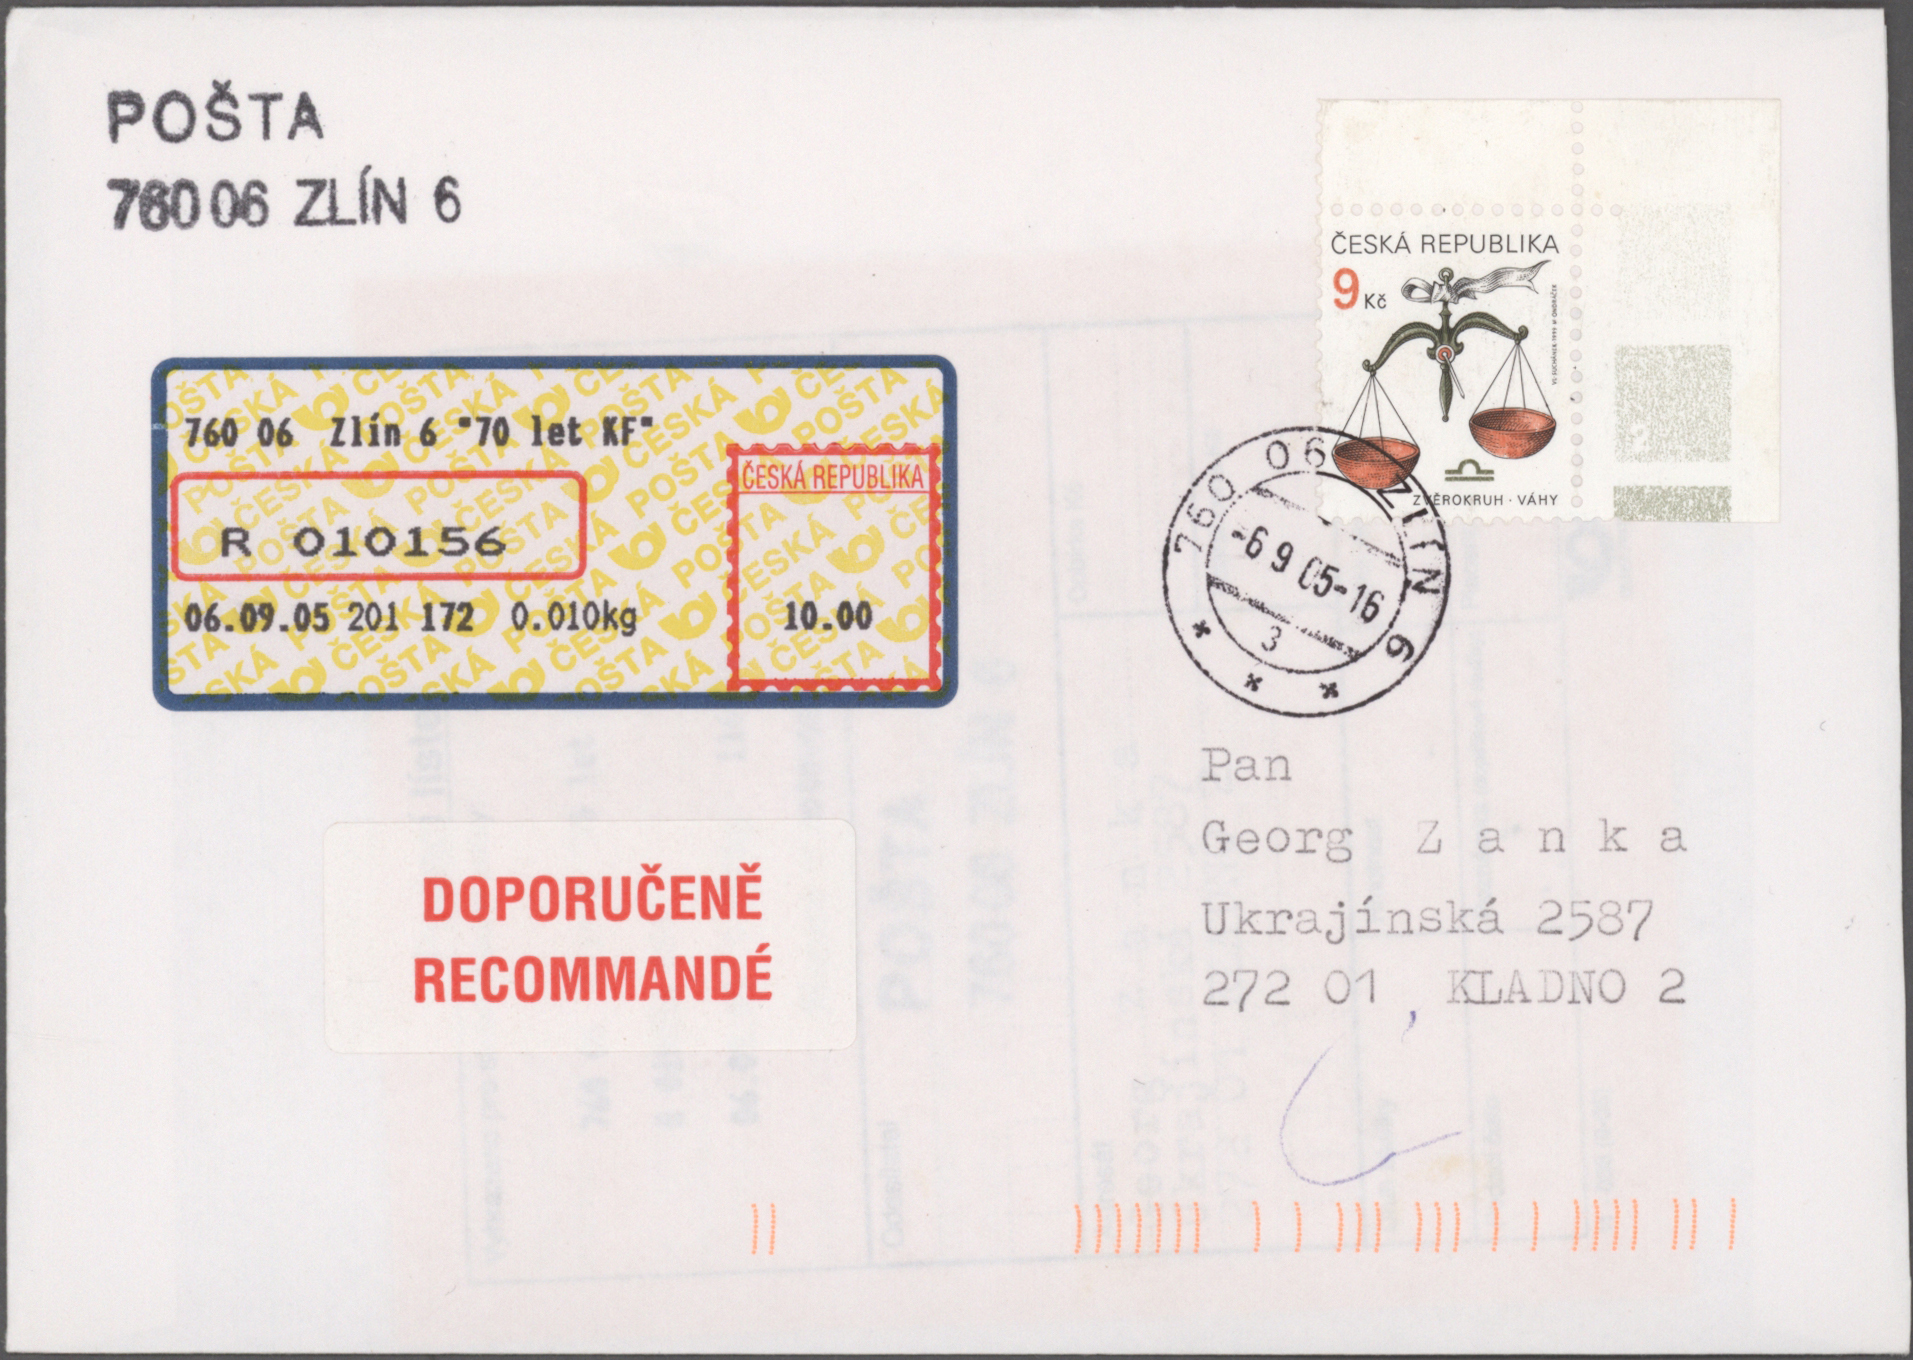 POŠTA
760 06 ZLÍN 6
ČESKÁ REPUBLIKA
9 Kč
ZVĚROKRUH · VÁHY
760 06 Zlín 6 "70 let KF"
ČESKÁ REPUBLIKA
R 010156
06.09.05 201 172 0.010kg
10.00
760 06 ZLÍN 6
-6 9 05-16
3
DOPORUČENĚ
RECOMMANDÉ
Pan
Georg Zanka
Ukrajínská 2587
272 01 KLADNO 2